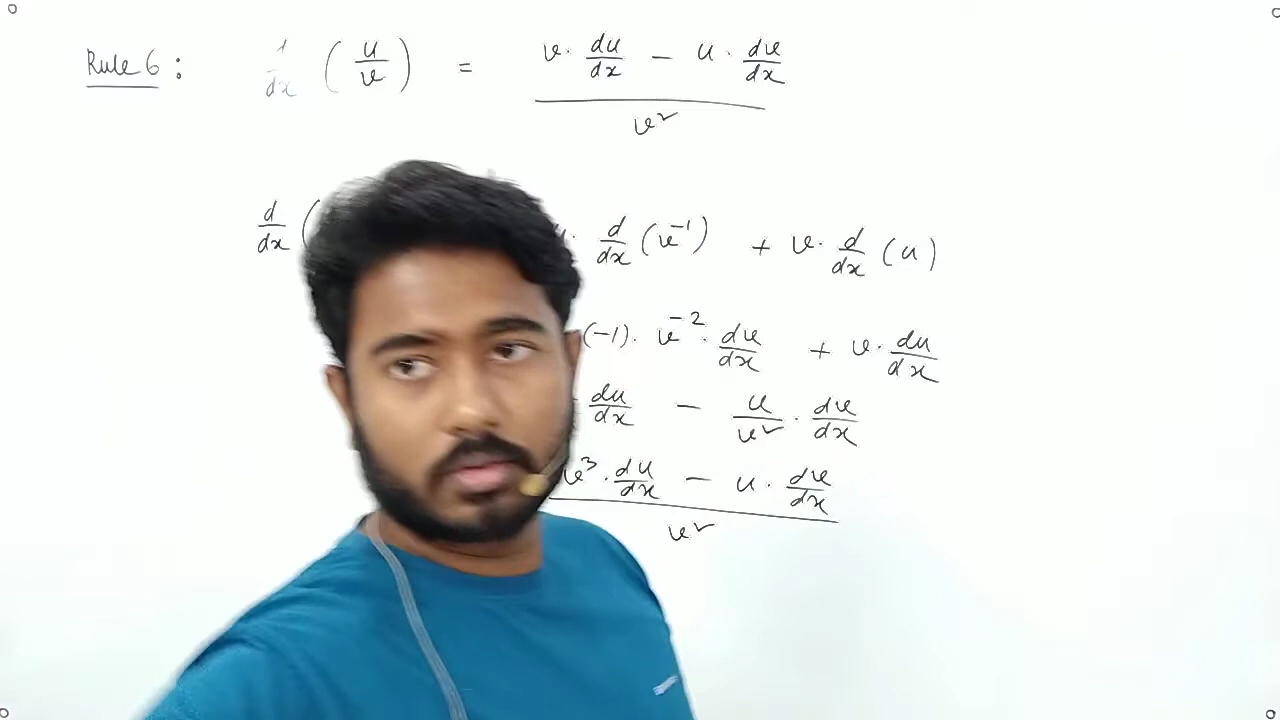 Rule 6 : d/dx ( u/v ) = (v · du/dx − u · dv/dx) / v²
d/dx ( · d/dx (v⁻¹) + v · d/dx (u)
(−1) · v⁻² · dv/dx + v · du/dx
du/dx − u/v² · dv/dx
v³ · du/dx − u · dv/dx / v²